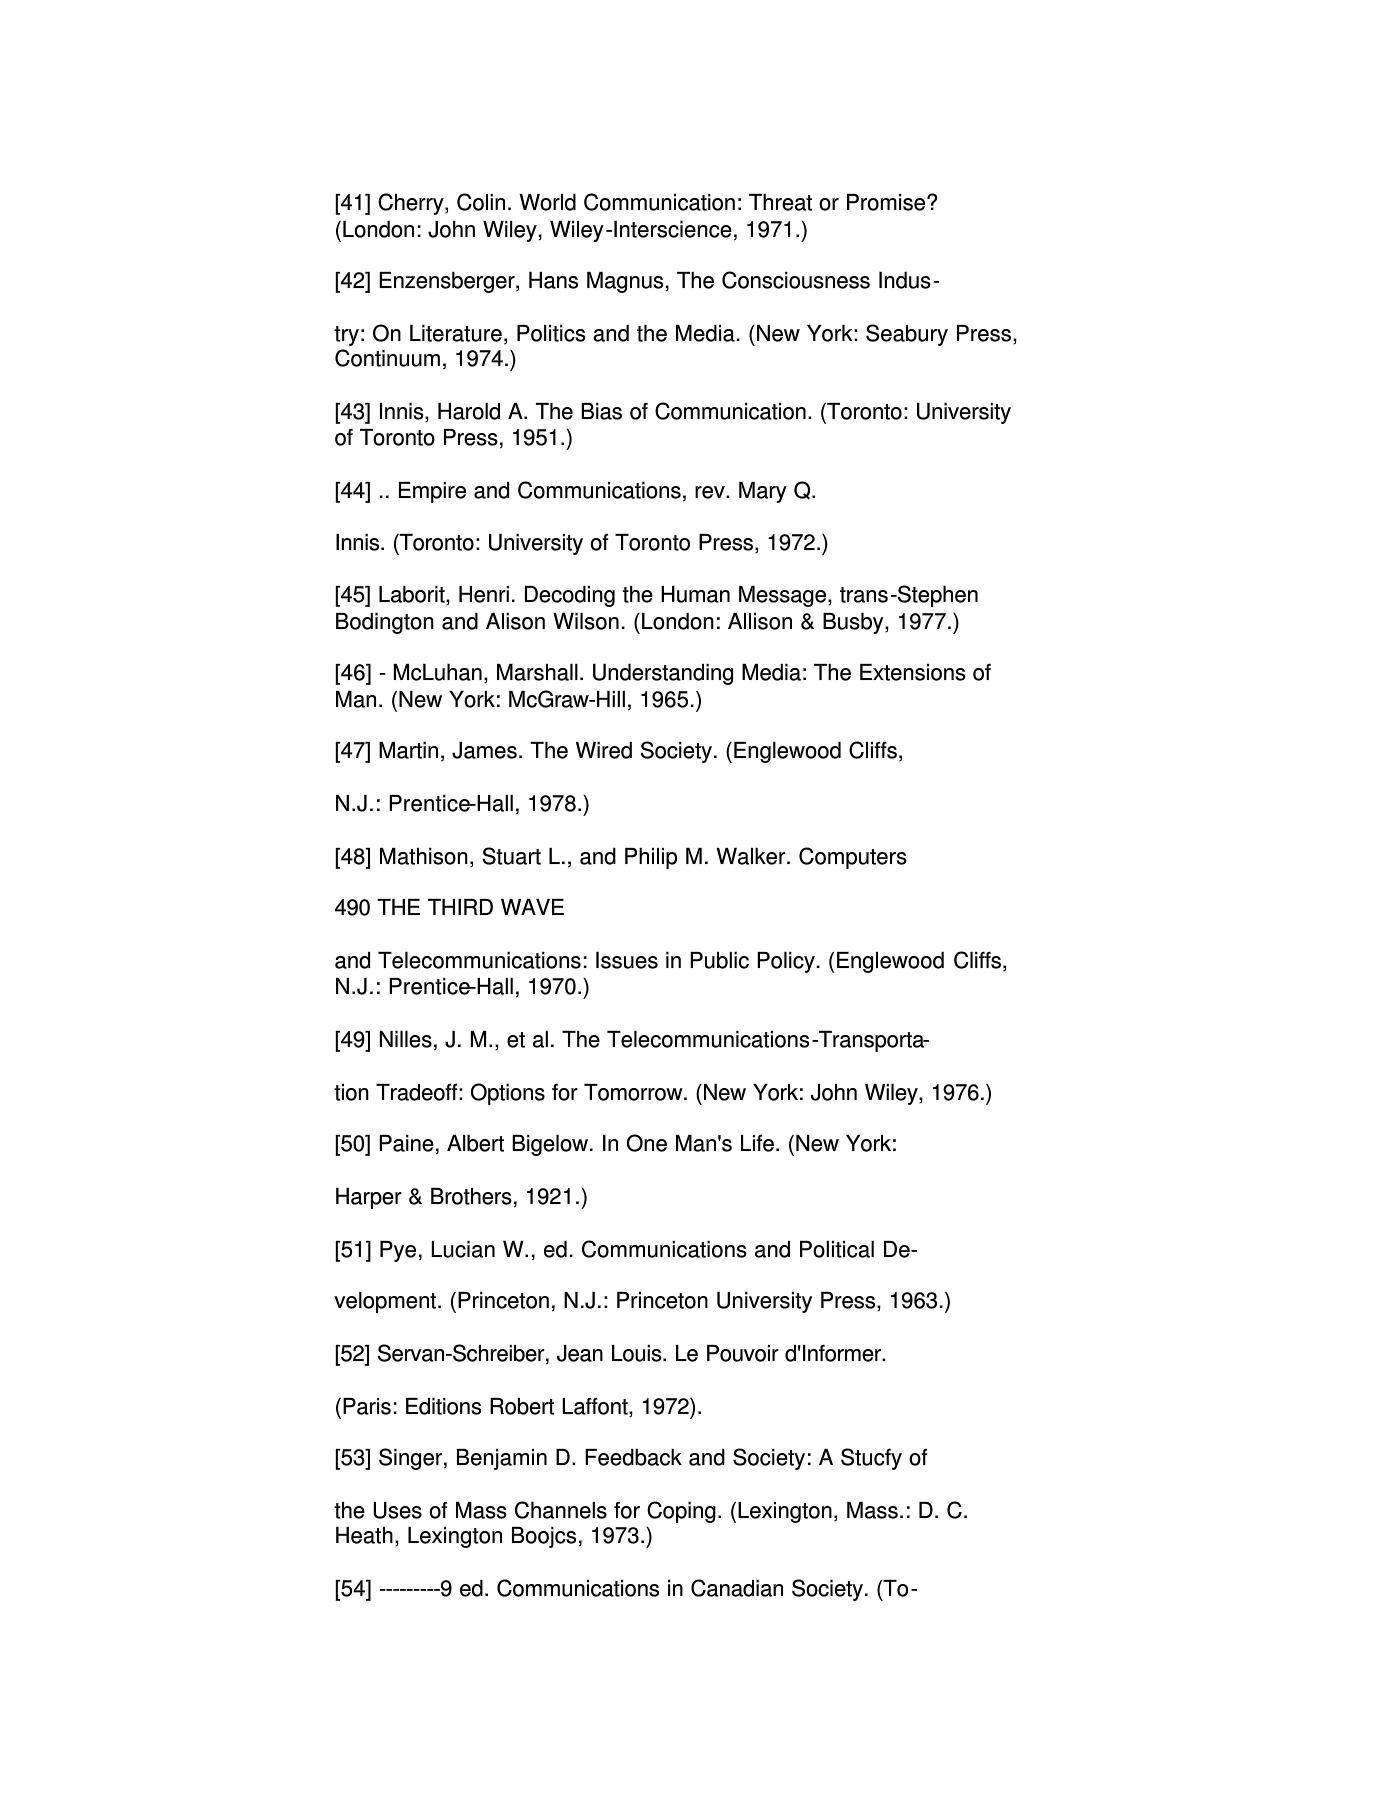 [41] Cherry, Colin. World Communication: Threat or Promise?
(London: John Wiley, Wiley-Interscience, 1971.)
[42] Enzensberger, Hans Magnus, The Consciousness Indus-
try: On Literature, Politics and the Media. (New York: Seabury Press,
Continuum, 1974.)
[43] Innis, Harold A. The Bias of Communication. (Toronto: University
of Toronto Press, 1951.)
[44] .. Empire and Communications, rev. Mary Q.
Innis. (Toronto: University of Toronto Press, 1972.)
[45] Laborit, Henri. Decoding the Human Message, trans-Stephen
Bodington and Alison Wilson. (London: Allison & Busby, 1977.)
[46] - McLuhan, Marshall. Understanding Media: The Extensions of
Man. (New York: McGraw-Hill, 1965.)
[47] Martin, James. The Wired Society. (Englewood Cliffs,
N.J.: Prentice-Hall, 1978.)
[48] Mathison, Stuart L., and Philip M. Walker. Computers
490 THE THIRD WAVE
and Telecommunications: Issues in Public Policy. (Englewood Cliffs,
N.J.: Prentice-Hall, 1970.)
[49] Nilles, J. M., et al. The Telecommunications-Transporta-
tion Tradeoff: Options for Tomorrow. (New York: John Wiley, 1976.)
[50] Paine, Albert Bigelow. In One Man's Life. (New York:
Harper & Brothers, 1921.)
[51] Pye, Lucian W., ed. Communications and Political De-
velopment. (Princeton, N.J.: Princeton University Press, 1963.)
[52] Servan-Schreiber, Jean Louis. Le Pouvoir d'Informer.
(Paris: Editions Robert Laffont, 1972).
[53] Singer, Benjamin D. Feedback and Society: A Stucfy of
the Uses of Mass Channels for Coping. (Lexington, Mass.: D. C.
Heath, Lexington Boojcs, 1973.)
[54] ---------9 ed. Communications in Canadian Society. (To-